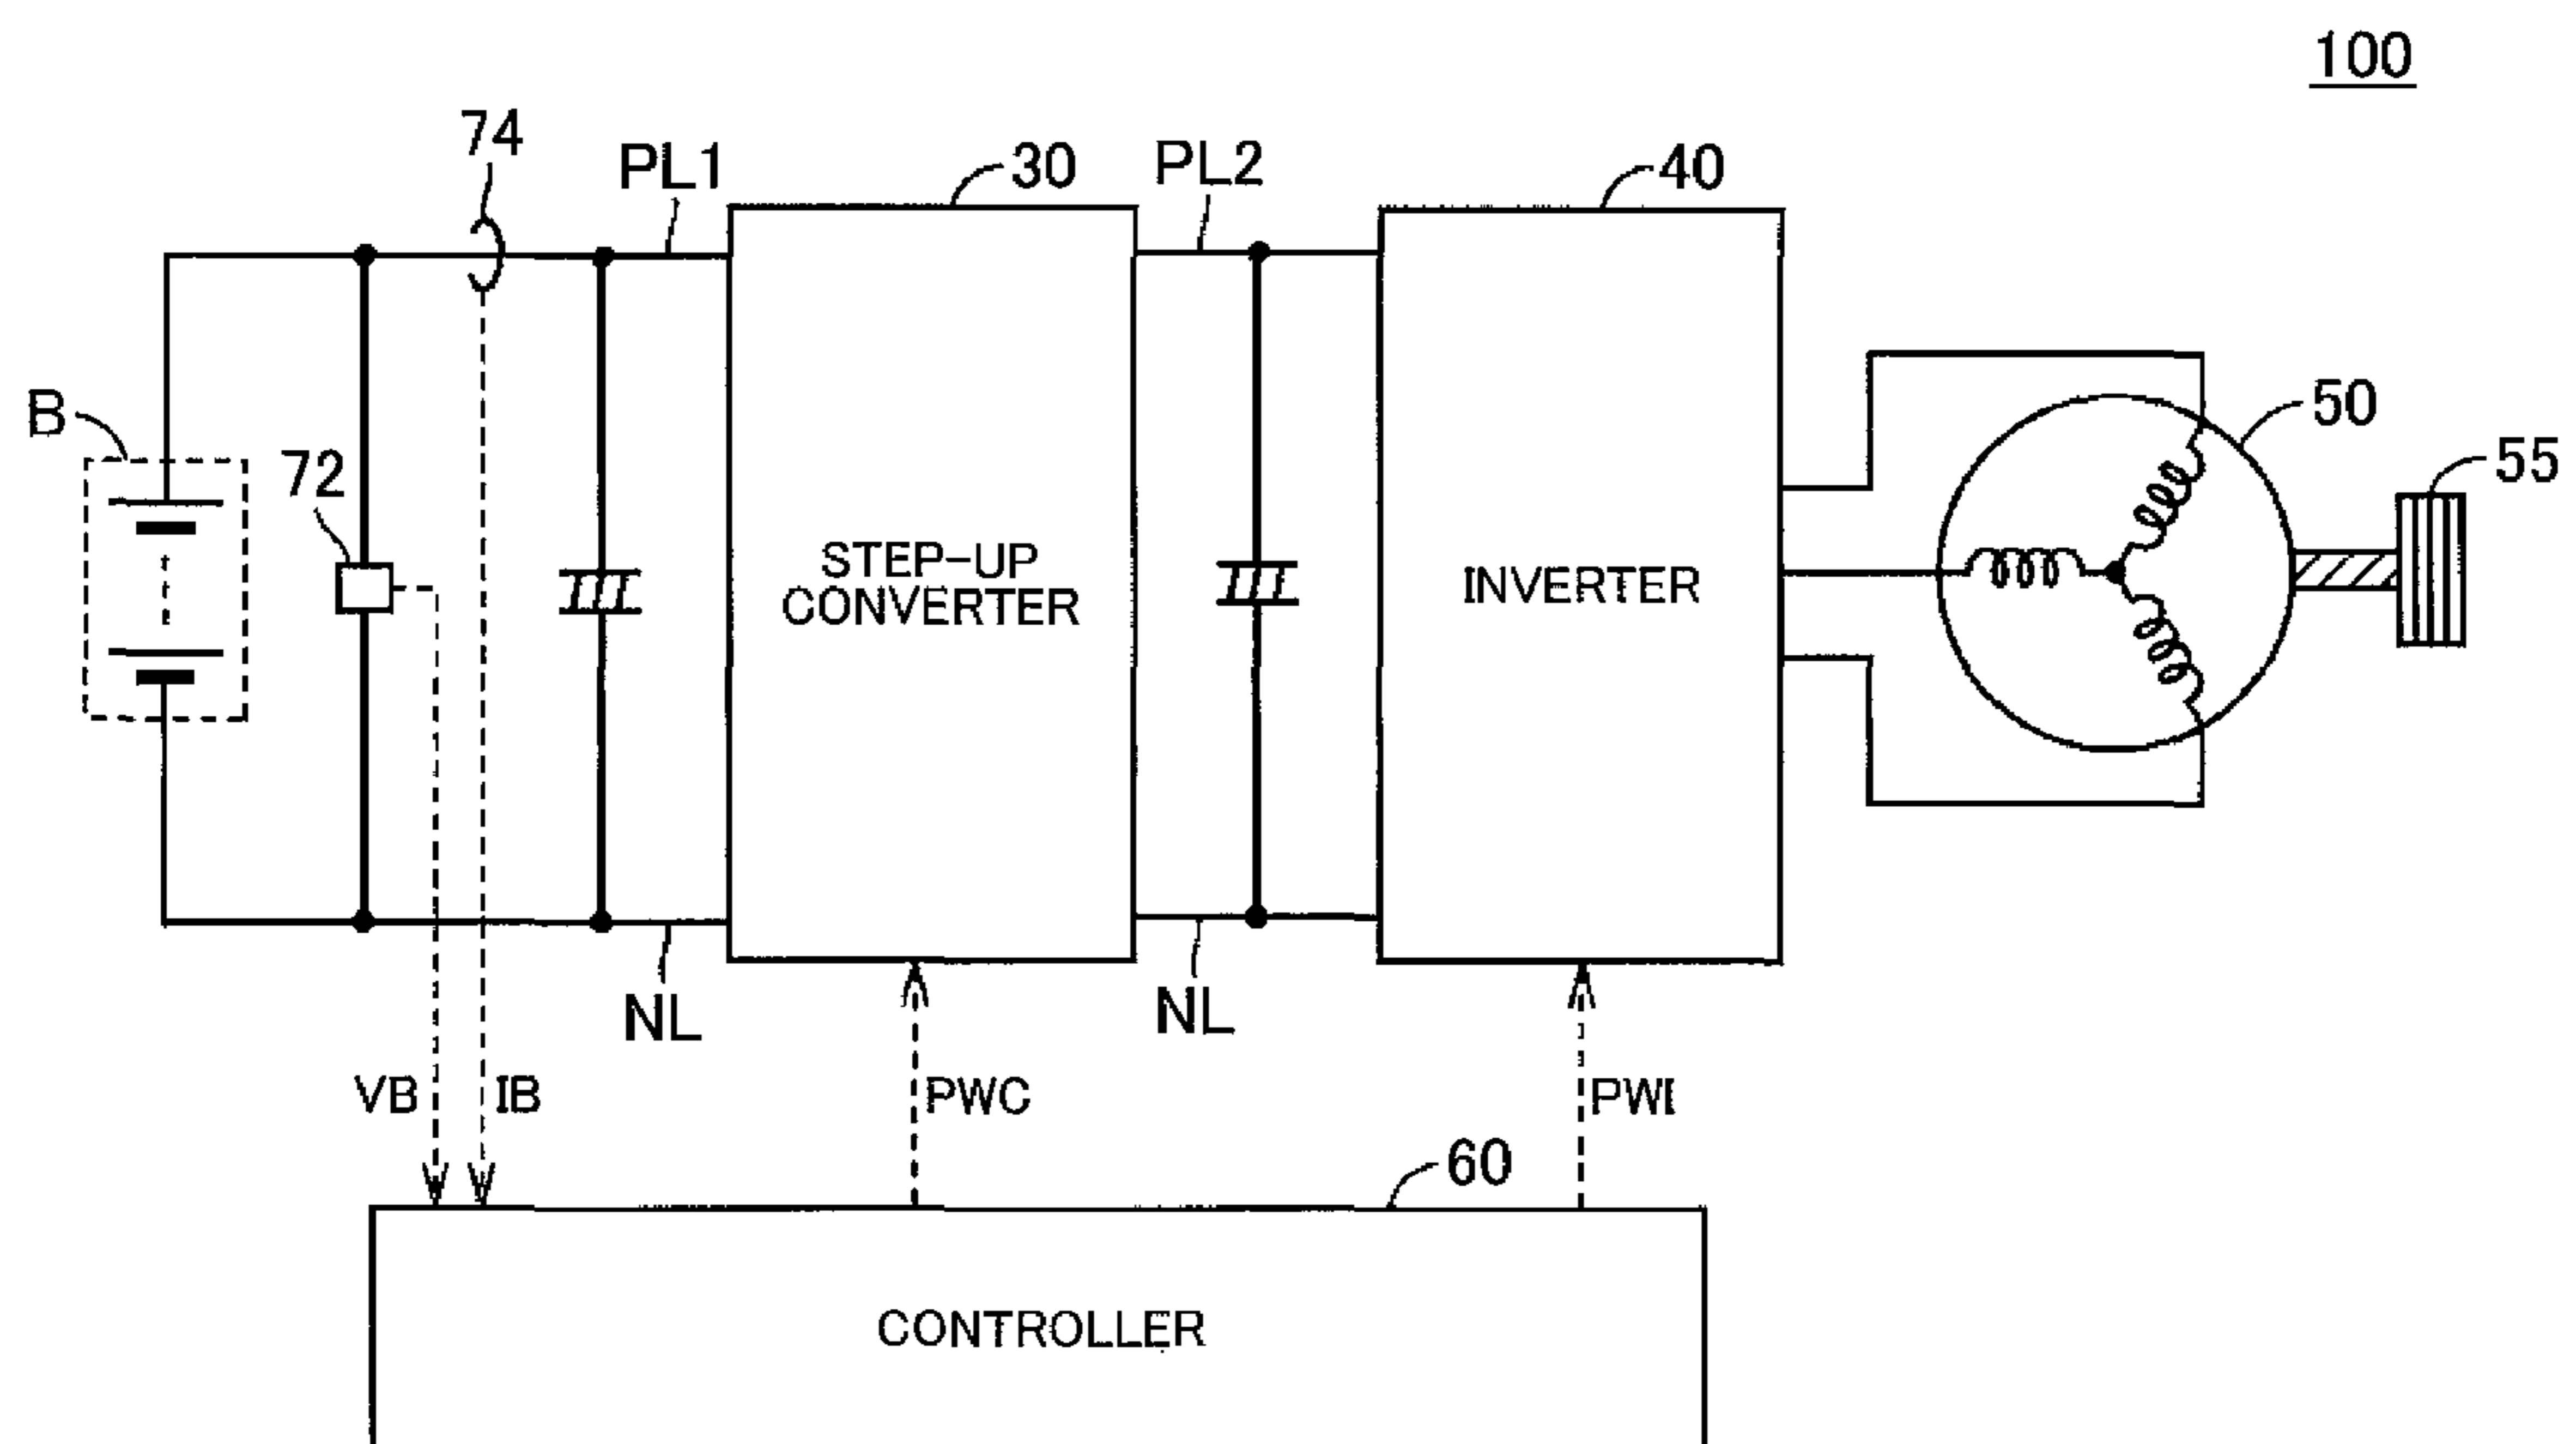 100
74
PL1
30
PL2
40
B
72
50
55
STEP-UP
CONVERTER
INVERTER
NL
NL
VB
IB
PWC
PWI
60
CONTROLLER